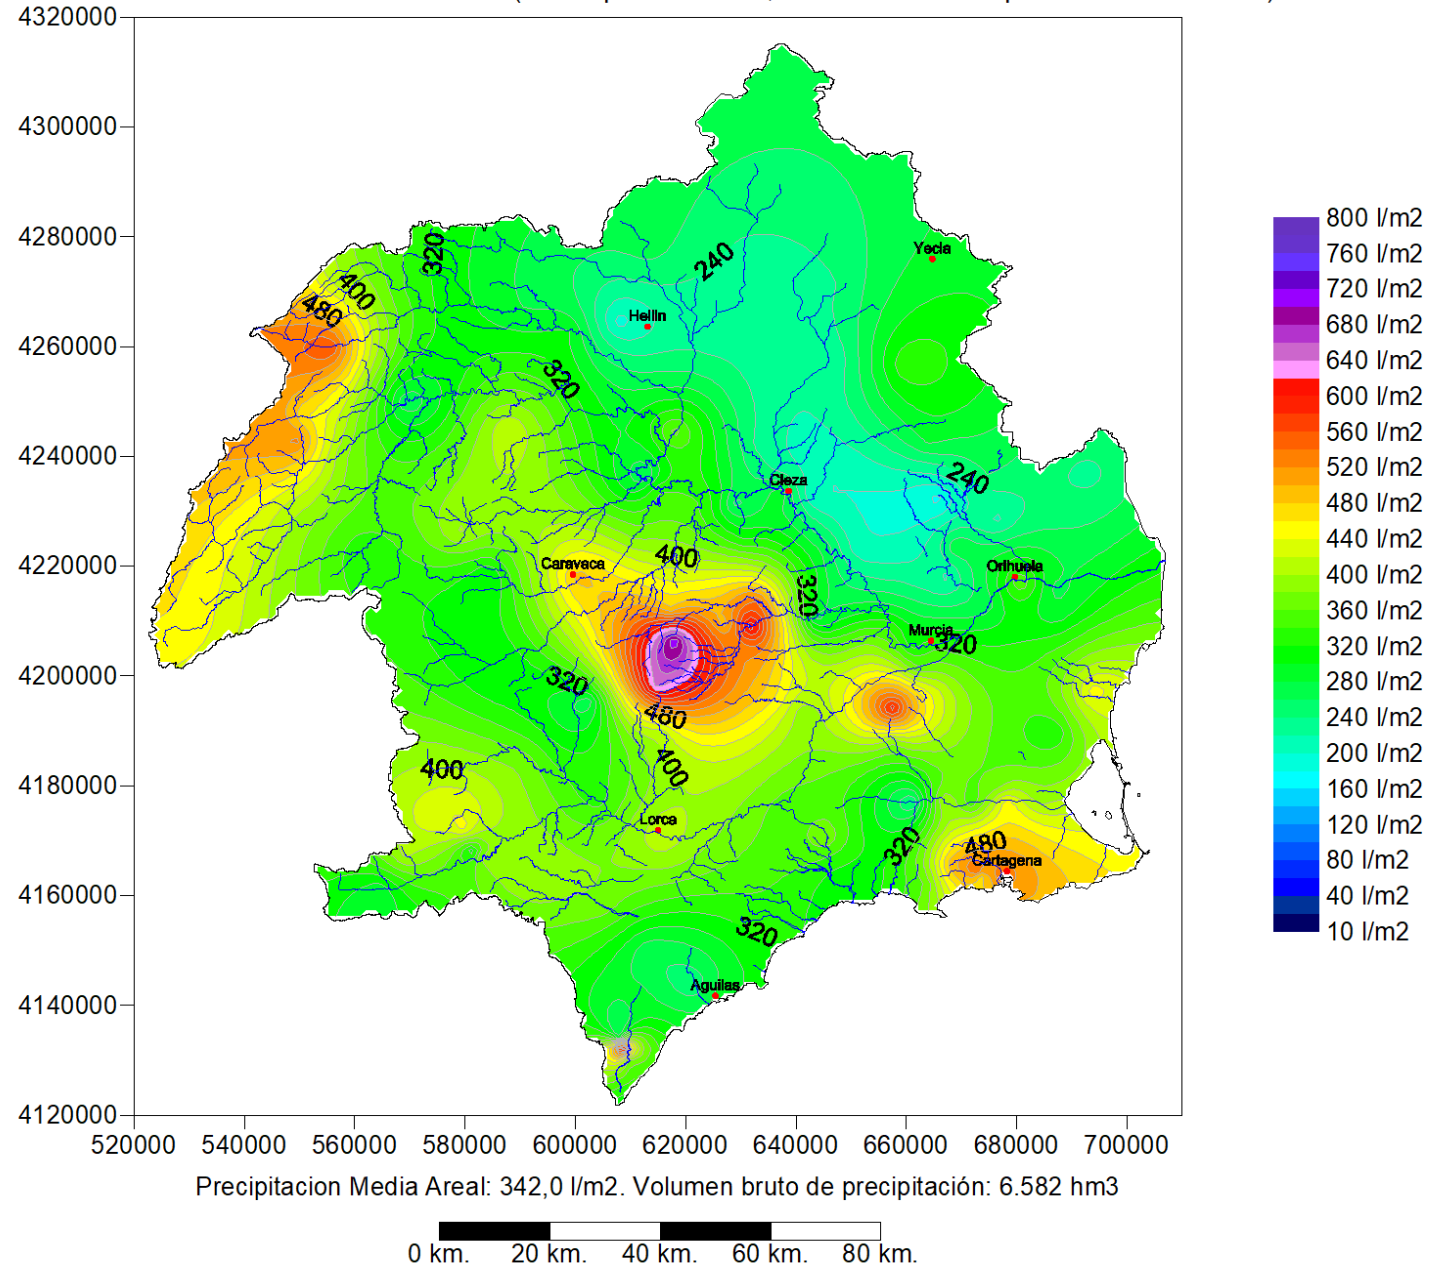 4320000
4300000
4280000
4260000
4240000
4220000
4200000
4180000
4160000
4140000
4120000
520000 540000 560000 580000 600000 620000 640000 660000 680000 700000
320
400
480
240
Yecla
Hellin
320
240
Cieza
400
Caravaca
320
Orihuela
Murcia
320
320
480
400
400
Lorca
320
480
Cartagena
320
Aguilas
800 l/m2
760 l/m2
720 l/m2
680 l/m2
640 l/m2
600 l/m2
560 l/m2
520 l/m2
480 l/m2
440 l/m2
400 l/m2
360 l/m2
320 l/m2
280 l/m2
240 l/m2
200 l/m2
160 l/m2
120 l/m2
80 l/m2
40 l/m2
10 l/m2
Precipitacion Media Areal: 342,0 l/m2. Volumen bruto de precipitación: 6.582 hm3
0 km. 20 km. 40 km. 60 km. 80 km.